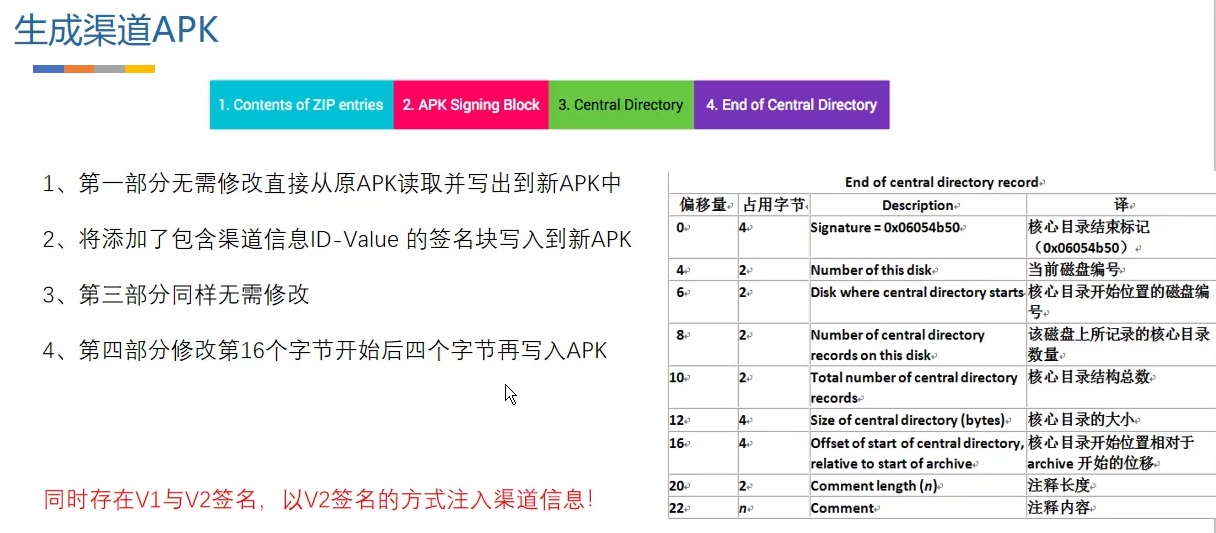 生成渠道APK
1. Contents of ZIP entries 2. APK Signing Block 3. Central Directory 4. End of Central Directory
1、第一部分无需修改直接从原APK读取并写出到新APK中
2、将添加了包含渠道信息ID-Value 的签名块写入到新APK
3、第三部分同样无需修改
4、第四部分修改第16个字节开始后四个字节再写入APK
同时存在V1与V2签名，以V2签名的方式注入渠道信息！
End of central directory record
偏移量 占用字节 Description 译
0 4 Signature = 0x06054b50 核心目录结束标记
（0x06054b50）
4 2 Number of this disk 当前磁盘编号
6 2 Disk where central directory starts 核心目录开始位置的磁盘编
号
8 2 Number of central directory 该磁盘上所记录的核心目录
records on this disk 数量
10 2 Total number of central directory 核心目录结构总数
records
12 4 Size of central directory (bytes) 核心目录的大小
16 4 Offset of start of central directory, 核心目录开始位置相对于
relative to start of archive archive 开始的位移
20 2 Comment length (n) 注释长度
22 n Comment 注释内容